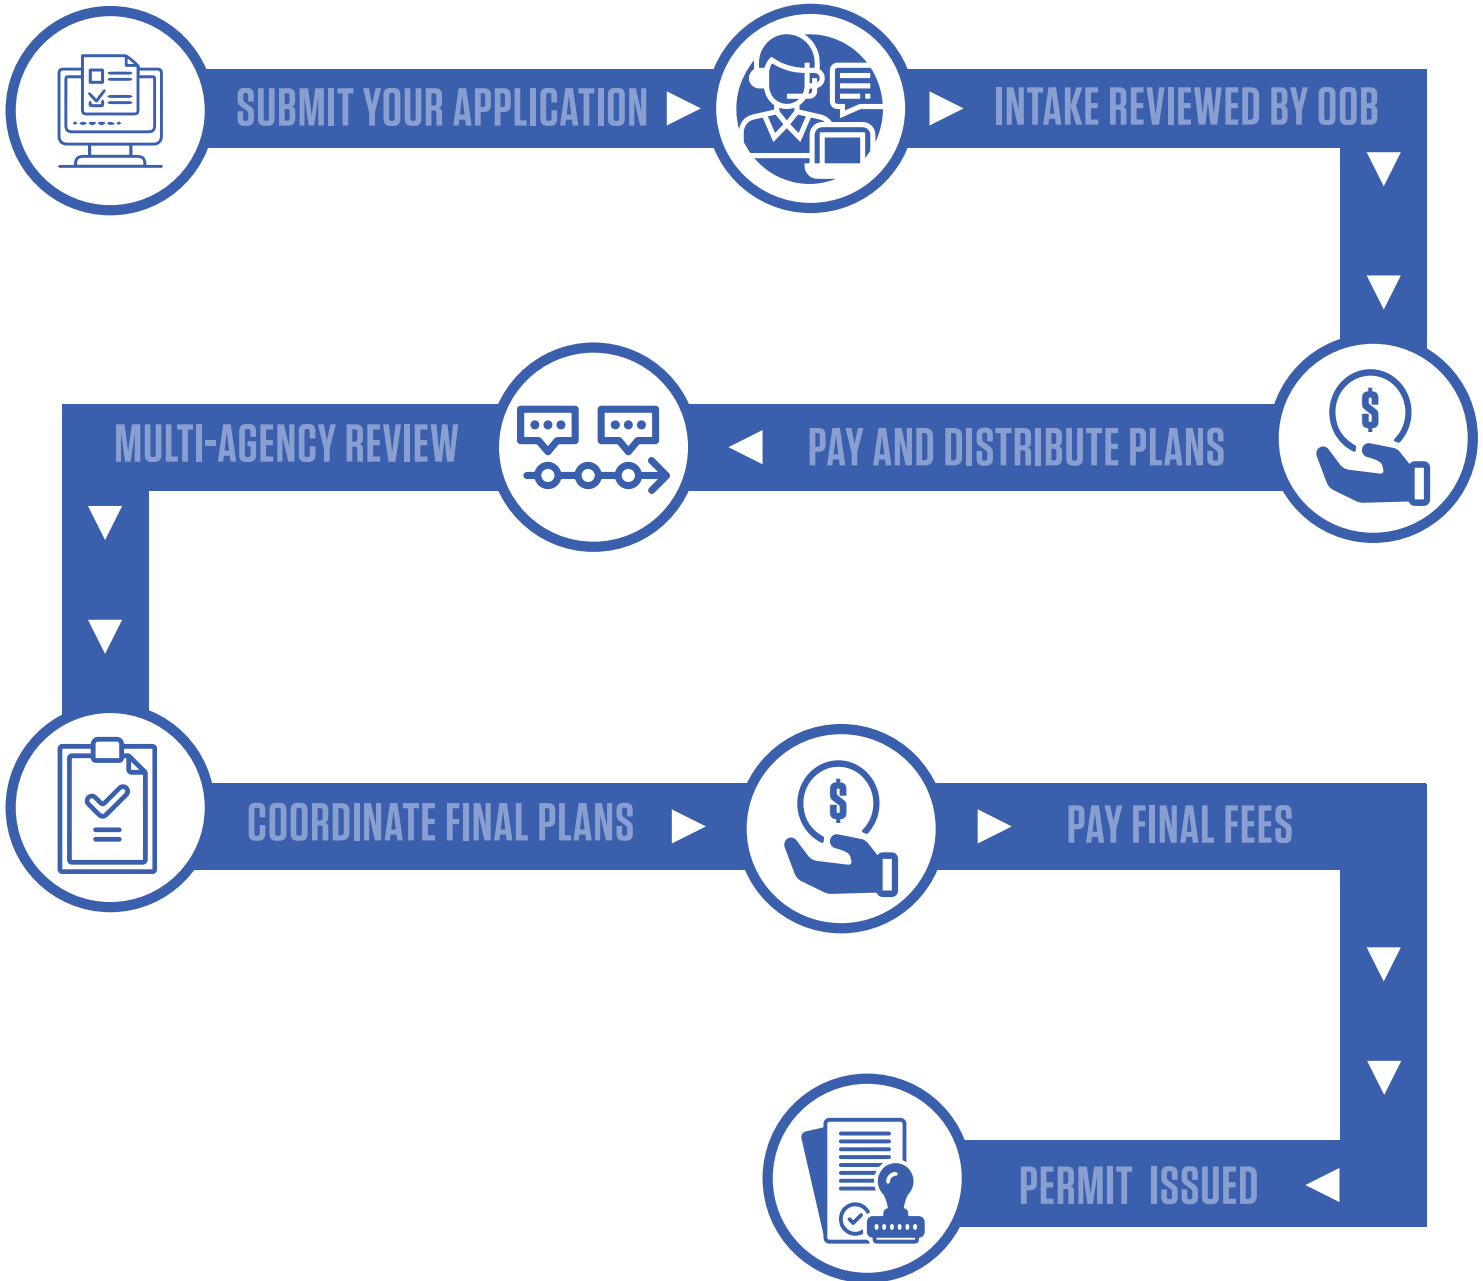 SUBMIT YOUR APPLICATION
INTAKE REVIEWED BY OOB
PAY AND DISTRIBUTE PLANS
MULTI-AGENCY REVIEW
COORDINATE FINAL PLANS
PAY FINAL FEES
PERMIT ISSUED